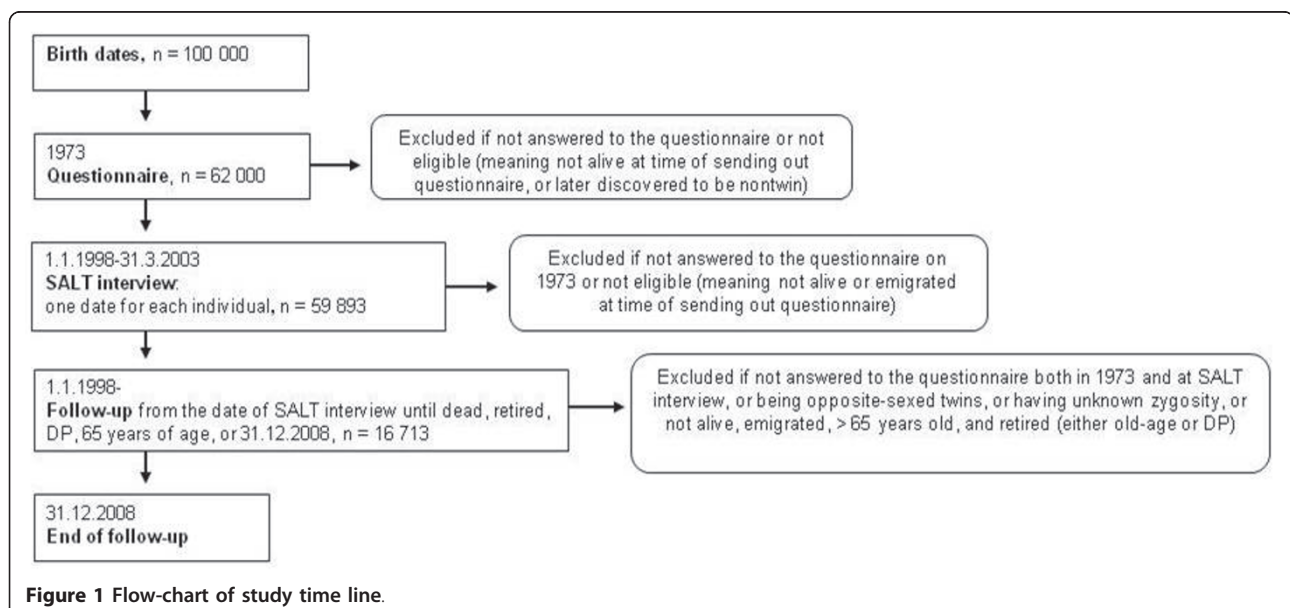 Birth dates, n = 100 000
1973
Questionnaire, n = 62 000
Excluded if not answered to the questionnaire or not
eligible (meaning not alive at time of sending out
questionnaire, or later discovered to be nontwin)
1.1.1998-31.3.2003
SALT interview:
one date for each individual, n = 59 893
Excluded if not answered to the questionnaire on
1973 or not eligible (meaning not alive or emigrated
at time of sending out questionnaire)
1.1.1998-
Follow-up from the date of SALT interview until dead, retired,
DP, 65 years of age, or 31.12.2008, n = 16 713
Excluded if not answered to the questionnaire both in 1973 and at SALT
interview, or being opposite-sexed twins, or having unknown zygosity, or
not alive, emigrated, > 65 years old, and retired (either old-age or DP)
31.12.2008
End of follow-up
Figure 1 Flow-chart of study time line.